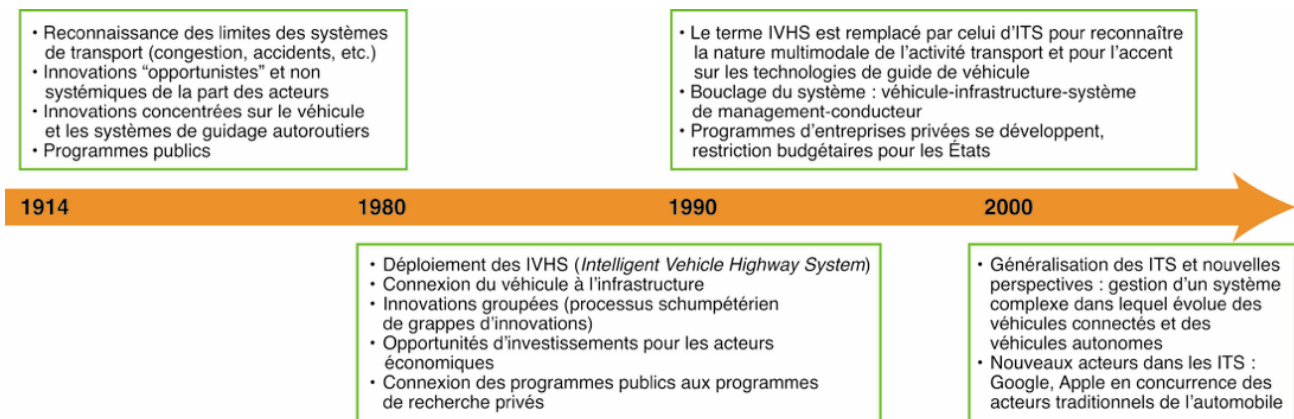 • Reconnaissance des limites des systèmes
de transport (congestion, accidents, etc.)
• Innovations “opportunistes” et non
systémiques de la part des acteurs
• Innovations concentrées sur le véhicule
et les systèmes de guidage autoroutiers
• Programmes publics
• Le terme IVHS est remplacé par celui d’ITS pour reconnaître
la nature multimodale de l’activité transport et pour l’accent
sur les technologies de guide de véhicule
• Bouclage du système : véhicule-infrastructure-système
de management-conducteur
• Programmes d’entreprises privées se développent,
restriction budgétaires pour les États
1914 1980 1990 2000
• Déploiement des IVHS (Intelligent Vehicle Highway System)
• Connexion du véhicule à l’infrastructure
• Innovations groupées (processus schumpétérien
de grappes d’innovations)
• Opportunités d’investissements pour les acteurs
économiques
• Connexion des programmes publics aux programmes
de recherche privés
• Généralisation des ITS et nouvelles
perspectives : gestion d’un système
complexe dans lequel évolue des
véhicules connectés et des
véhicules autonomes
• Nouveaux acteurs dans les ITS :
Google, Apple en concurrence des
acteurs traditionnels de l’automobile